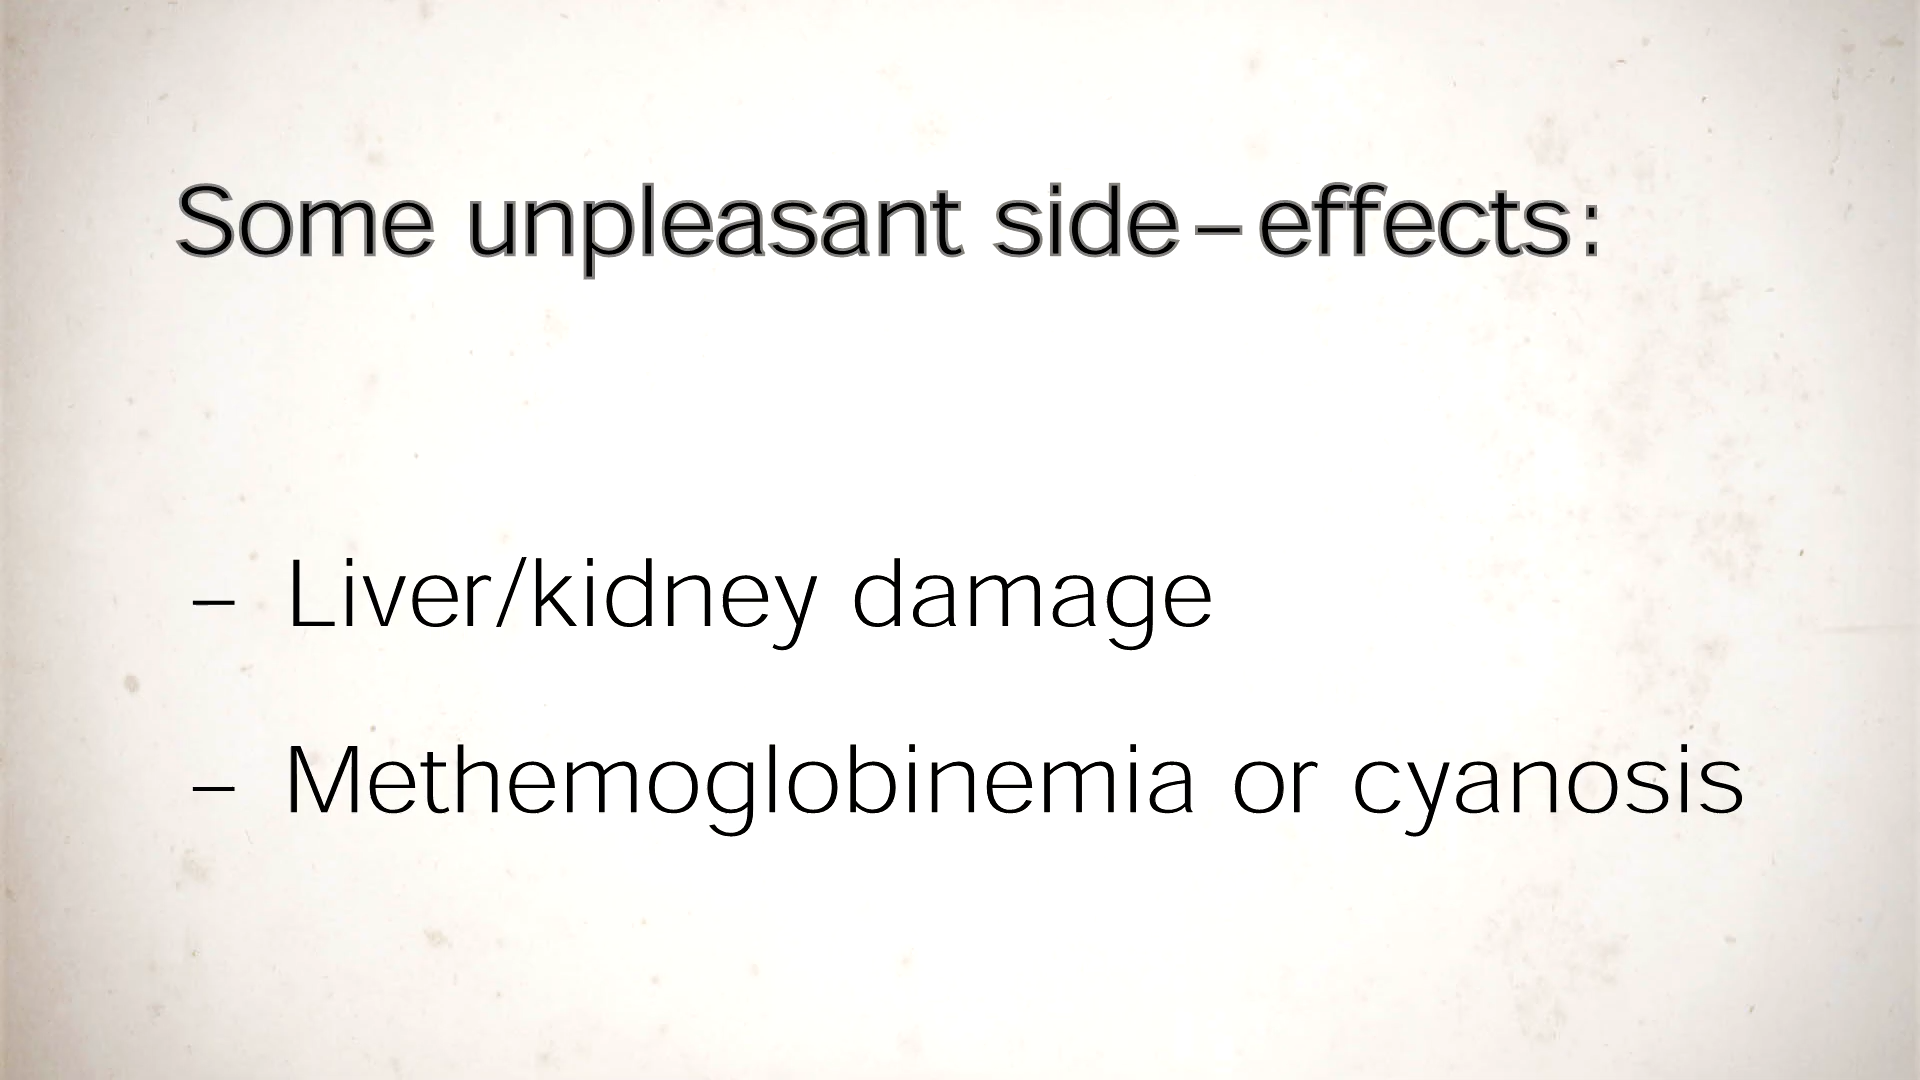 Some unpleasant side–effects:
– Liver/kidney damage
– Methemoglobinemia or cyanosis